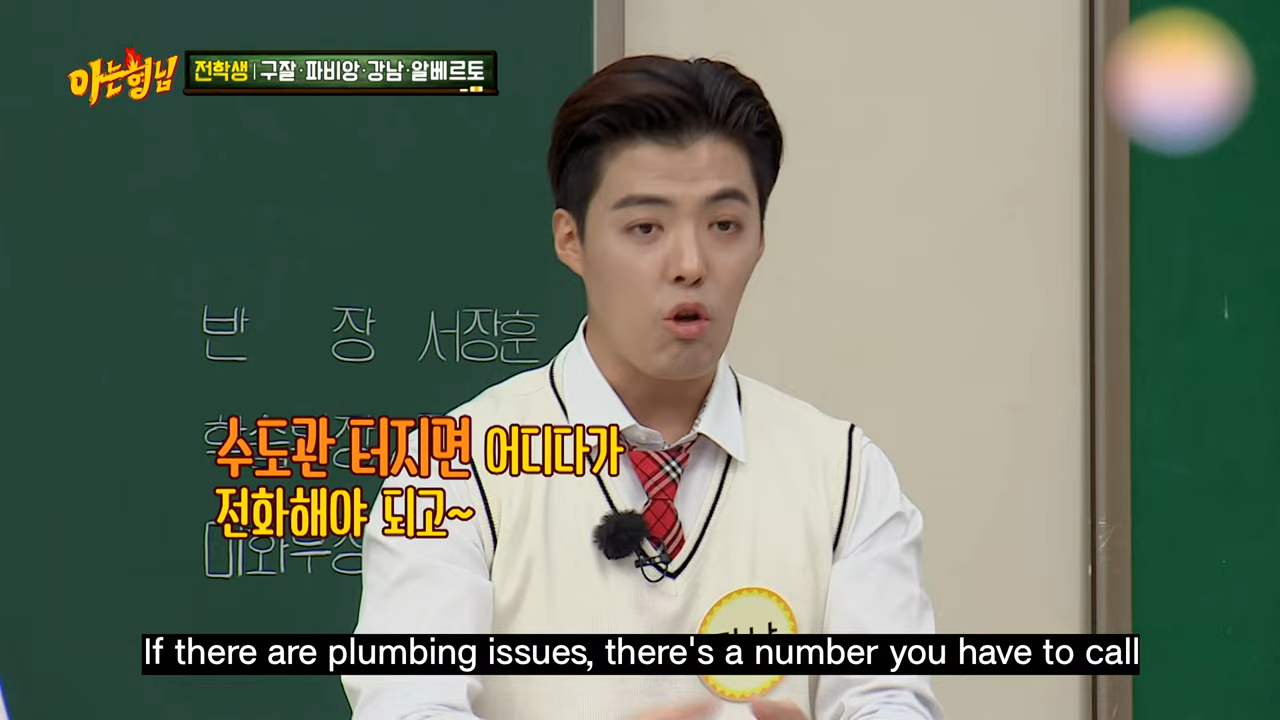 아는형님
전학생 | 구잘·파비앙·강남·알베르토
반 장 서장훈
수도관 터지면 어디다가
전화해야 되고~
If there are plumbing issues, there's a number you have to call